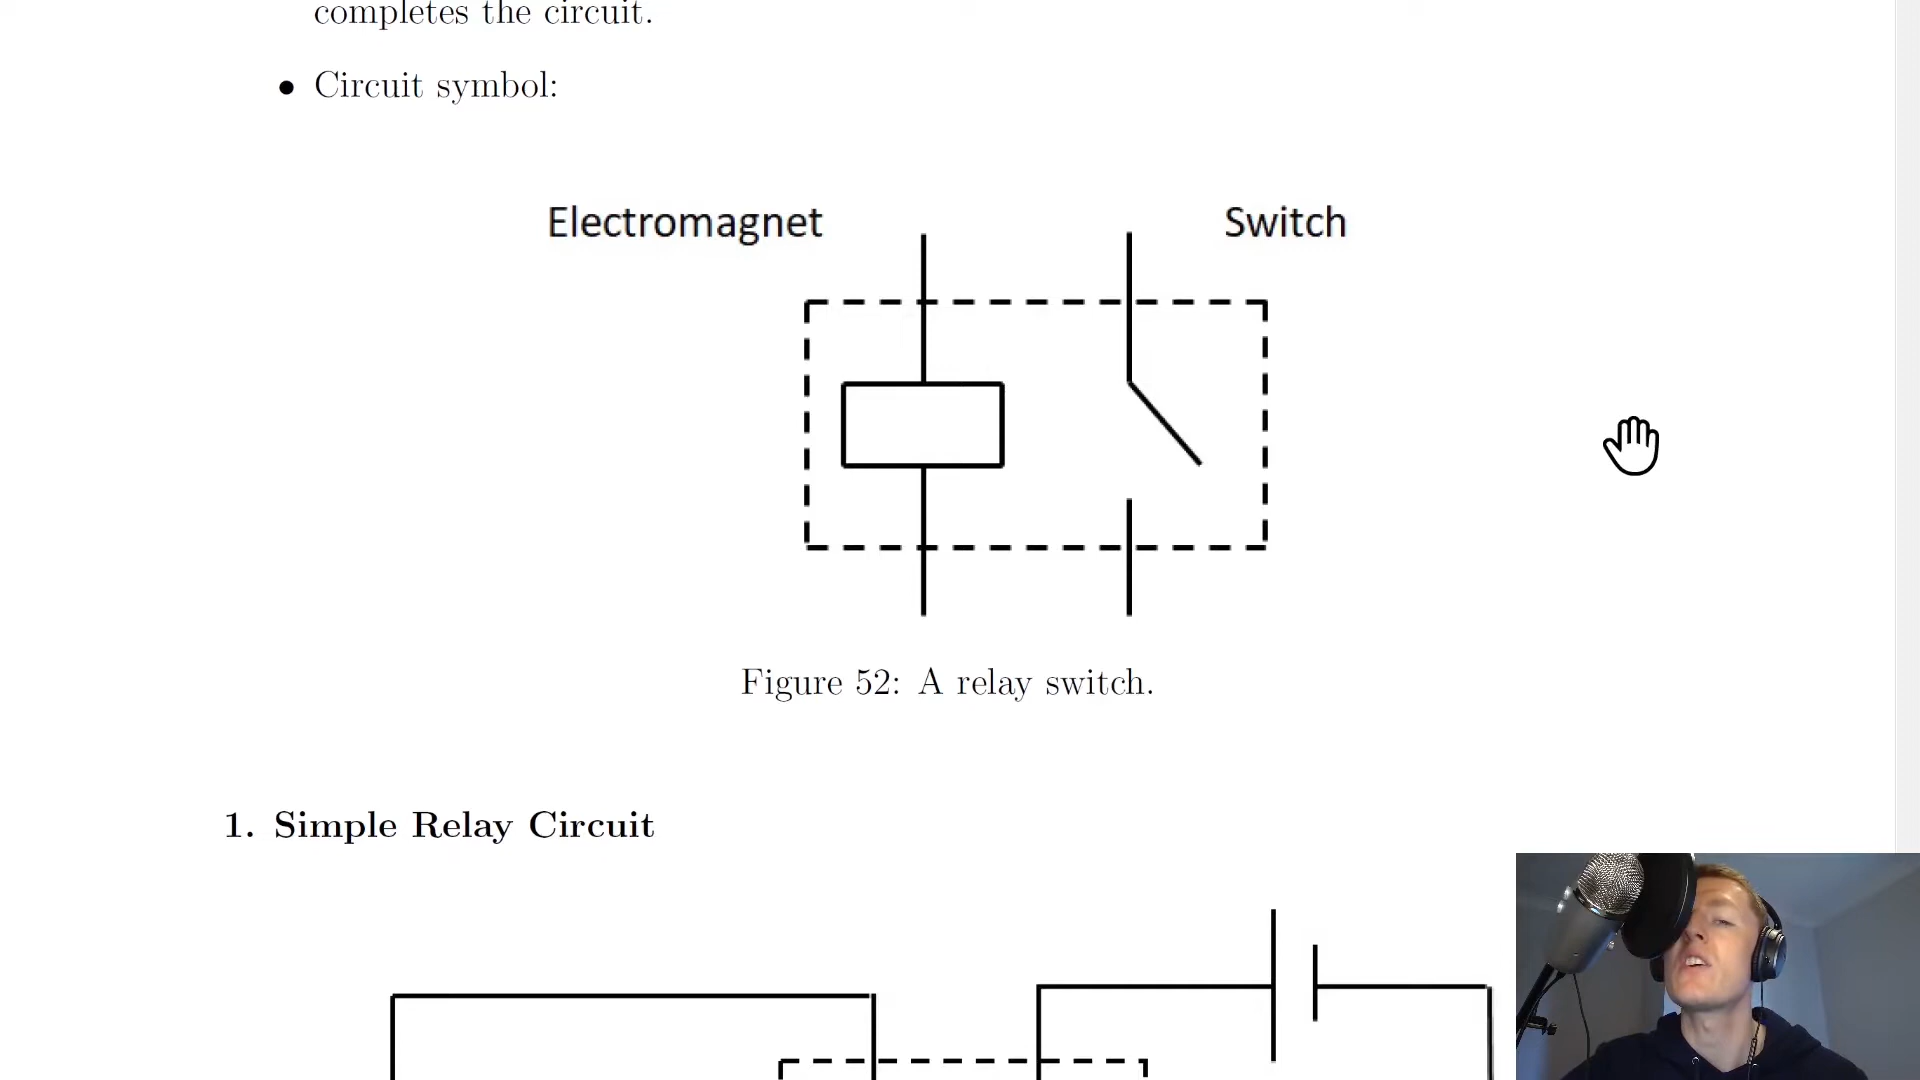 completes the circuit.
• Circuit symbol:
Electromagnet
Switch
Figure 52: A relay switch.
1. Simple Relay Circuit